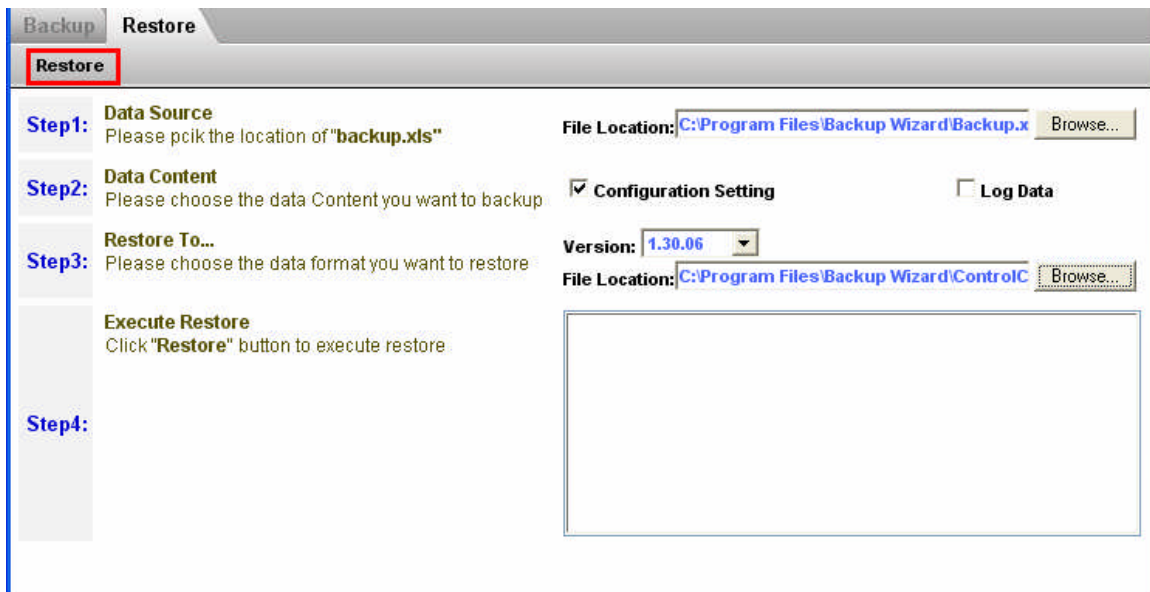 Backup Restore
Restore
Step1: Data Source
Please pcik the location of "backup.xls"
File Location: C:\Program Files\Backup Wizard\Backup.x Browse...
Step2: Data Content
Please choose the data Content you want to backup
Configuration Setting Log Data
Step3: Restore To...
Please choose the data format you want to restore
Version: 1.30.06
File Location: C:\Program Files\Backup Wizard\ControlC Browse...
Step4: Execute Restore
Click "Restore" button to execute restore